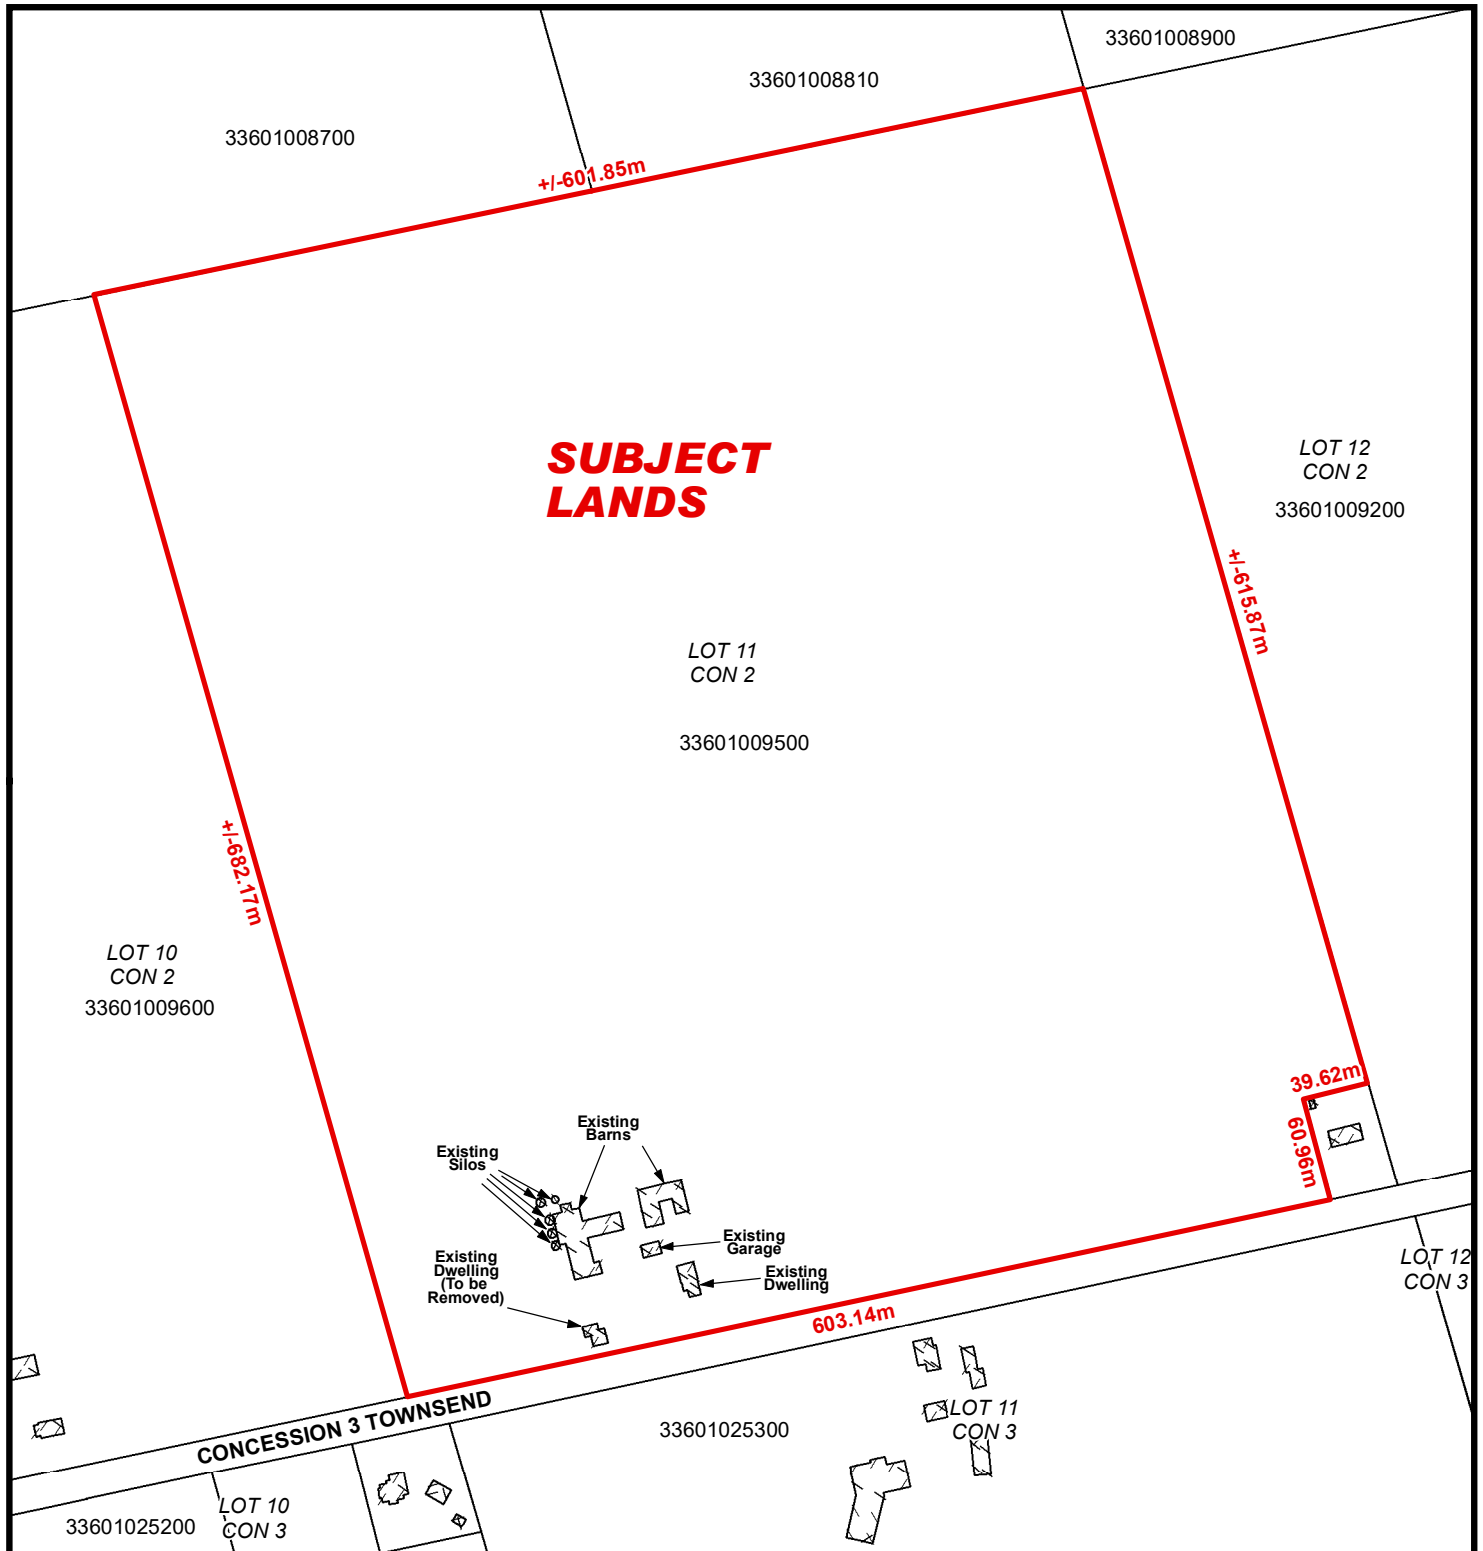 33601008900
33601008810
33601008700
+/-601.85m
SUBJECT
LANDS
LOT 12
CON 2
33601009200
+/-615.87m
LOT 11
CON 2
33601009500
+/-682.17m
LOT 10
CON 2
33601009600
39.62m
60.96m
Existing
Barns
Existing
Silos
Existing
Garage
Existing
Dwelling
(To be
Removed)
Existing
Dwelling
LOT 12
CON 3
603.14m
CONCESSION 3 TOWNSEND
33601025300
LOT 11
CON 3
LOT 10
CON 3
33601025200